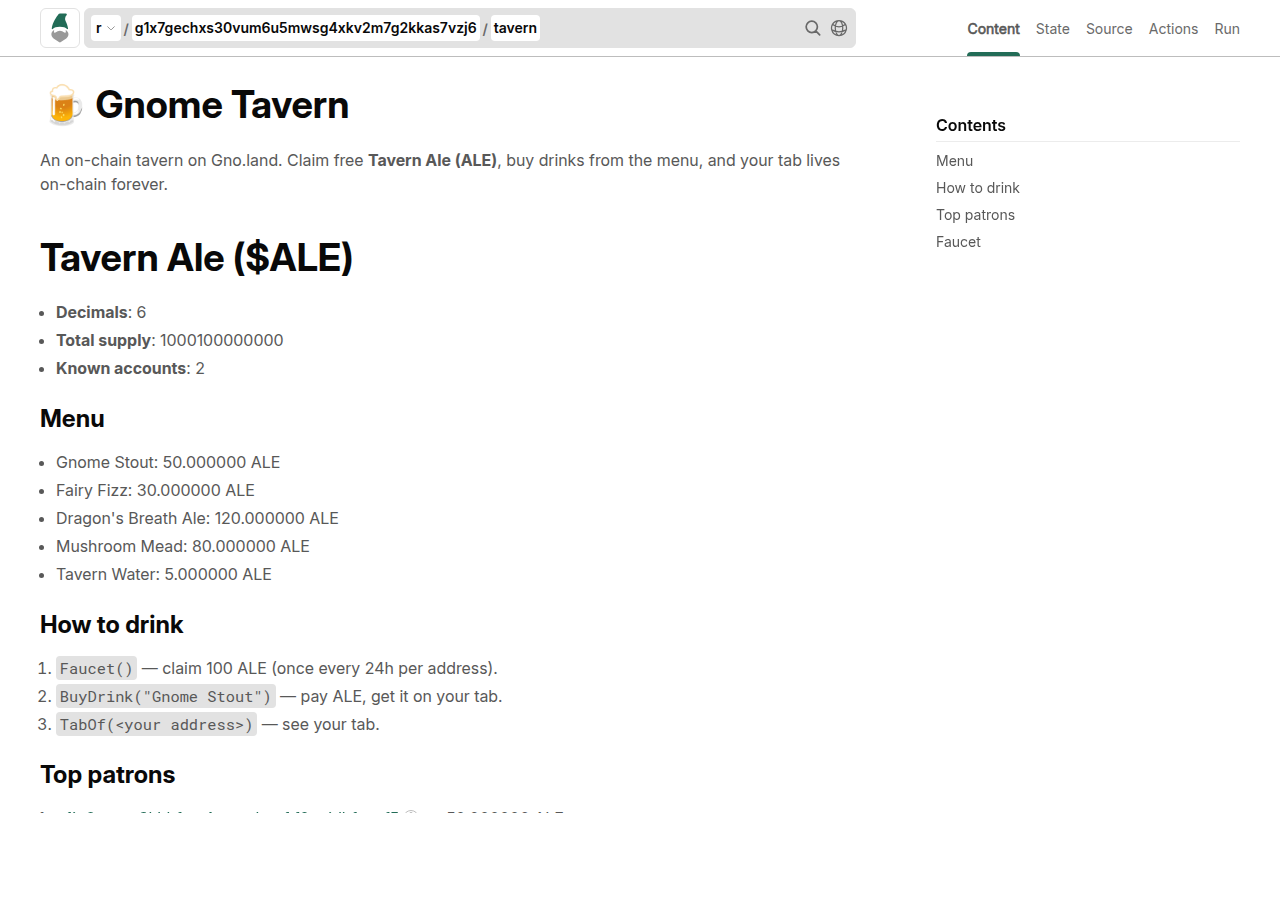 r / g1x7gechxs30vum6u5mwsg4xkv2m7g2kkas7vzj6 / tavern
Content State Source Actions Run
Gnome Tavern
An on-chain tavern on Gno.land. Claim free Tavern Ale (ALE), buy drinks from the menu, and your tab lives
on-chain forever.
Contents
Menu
How to drink
Top patrons
Faucet
Tavern Ale ($ALE)
Decimals: 6
Total supply: 1000100000000
Known accounts: 2
Menu
Gnome Stout: 50.000000 ALE
Fairy Fizz: 30.000000 ALE
Dragon's Breath Ale: 120.000000 ALE
Mushroom Mead: 80.000000 ALE
Tavern Water: 5.000000 ALE
How to drink
1. Faucet() — claim 100 ALE (once every 24h per address).
2. BuyDrink("Gnome Stout") — pay ALE, get it on your tab.
3. TabOf(<your address>) — see your tab.
Top patrons